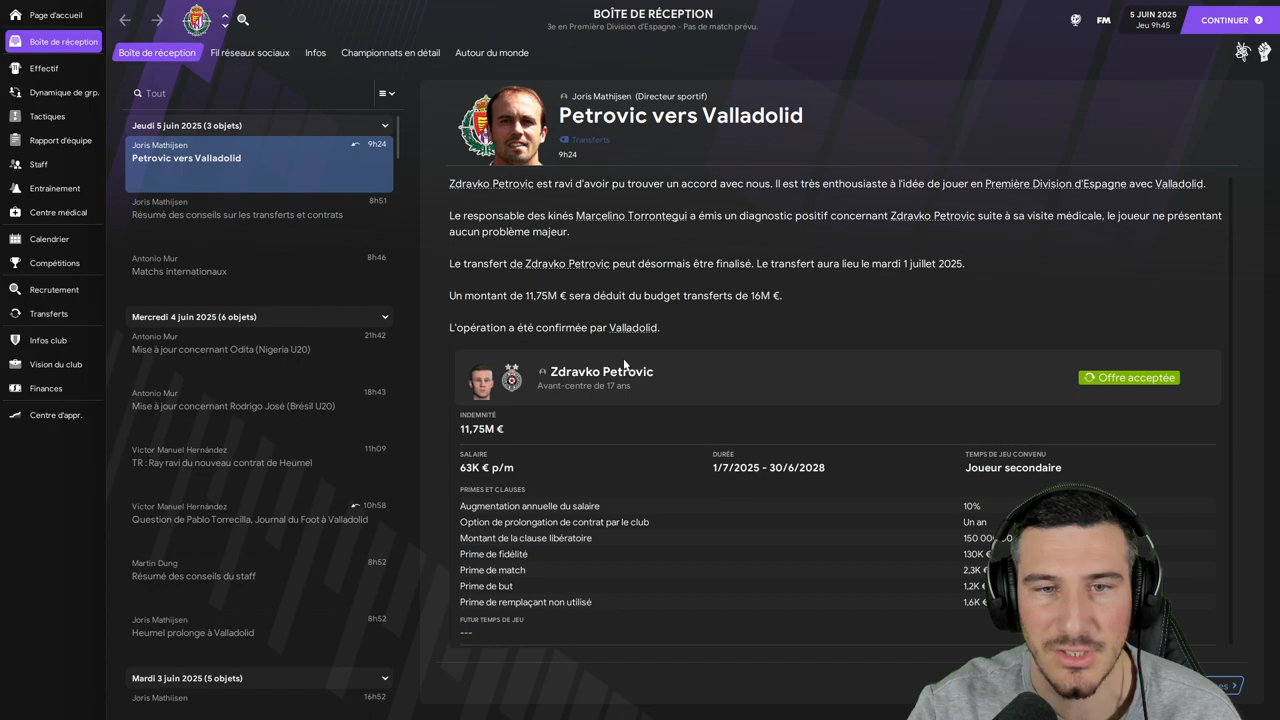 Page d'accueil
Boîte de réception
Effectif
Dynamique de grp.
Tactiques
Rapport d'équipe
Staff
Entraînement
Centre médical
Calendrier
Compétitions
Recrutement
Transferts
Infos club
Vision du club
Finances
Centre d'appr.
BOÎTE DE RÉCEPTION
3e en Première Division d'Espagne - Pas de match prévu.
FM
5 JUIN 2025
Jeu 9h45
CONTINUER
Boîte de réception
Fil réseaux sociaux
Infos
Championnats en détail
Autour du monde
Tout
Jeudi 5 juin 2025 (3 objets)
Joris Mathijsen 9h24
Petrovic vers Valladolid
Joris Mathijsen 8h51
Résumé des conseils sur les transferts et contrats
Antonio Mur 8h46
Matchs internationaux
Mercredi 4 juin 2025 (6 objets)
Antonio Mur 21h42
Mise à jour concernant Odita (Nigeria U20)
Antonio Mur 18h43
Mise à jour concernant Rodrigo José (Brésil U20)
Víctor Manuel Hernández 11h09
TR : Ray ravi du nouveau contrat de Heumel
Víctor Manuel Hernández 10h58
Question de Pablo Torrecilla, Journal du Foot à Valladolid
Martin Dung 8h52
Résumé des conseils du staff
Joris Mathijsen 8h52
Heumel prolonge à Valladolid
Mardi 3 juin 2025 (5 objets)
Joris Mathijsen 16h52
Joris Mathijsen (Directeur sportif)
Petrovic vers Valladolid
Transferts
9h24
Zdravko Petrovic est ravi d'avoir pu trouver un accord avec nous. Il est très enthousiaste à l'idée de jouer en Première Division d'Espagne avec Valladolid.
Le responsable des kinés Marcelino Torrontegui a émis un diagnostic positif concernant Zdravko Petrovic suite à sa visite médicale, le joueur ne présentant
aucun problème majeur.
Le transfert de Zdravko Petrovic peut désormais être finalisé. Le transfert aura lieu le mardi 1 juillet 2025.
Un montant de 11,75M € sera déduit du budget transferts de 16M €.
L'opération a été confirmée par Valladolid.
Zdravko Petrovic
Avant-centre de 17 ans
Offre acceptée
INDEMNITÉ
11,75M €
SALAIRE DURÉE TEMPS DE JEU CONVENU
63K € p/m 1/7/2025 - 30/6/2028 Joueur secondaire
PRIMES ET CLAUSES
Augmentation annuelle du salaire 10%
Option de prolongation de contrat par le club Un an
Montant de la clause libératoire
Prime de fidélité 130K €
Prime de match 2,3K €
Prime de but 1,2K €
Prime de remplaçant non utilisé 1,6K €
FUTUR TEMPS DE JEU
---